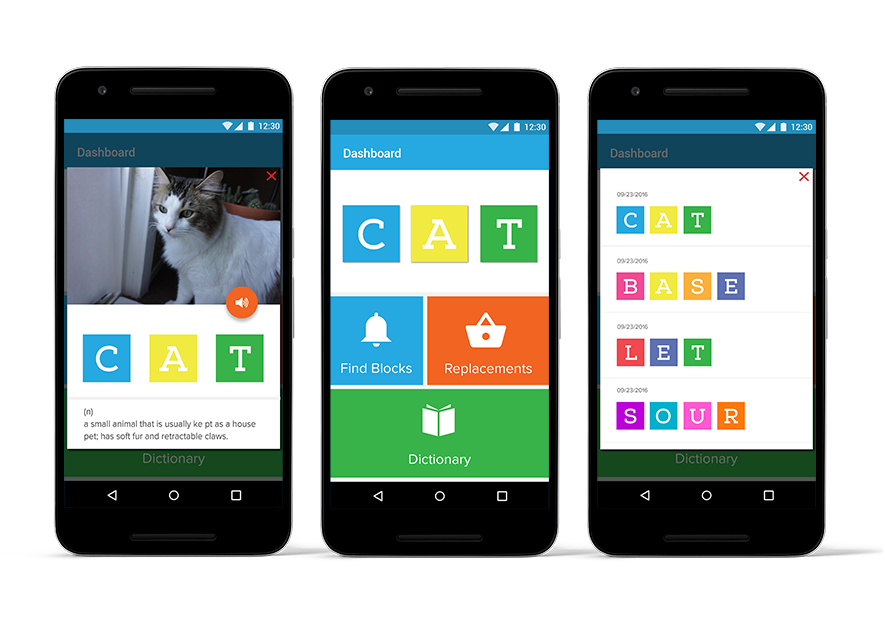 12:30
Dashboard
C A T
(n)
a small animal that is usually ke pt as a house
pet; has soft fur and retractable claws.
Dictionary
12:30
Dashboard
C A T
Find Blocks
Replacements
Dictionary
12:30
Dashboard
09/23/2016
C A T
09/23/2016
B A S E
09/23/2016
L E T
09/23/2016
S O U R
Dictionary